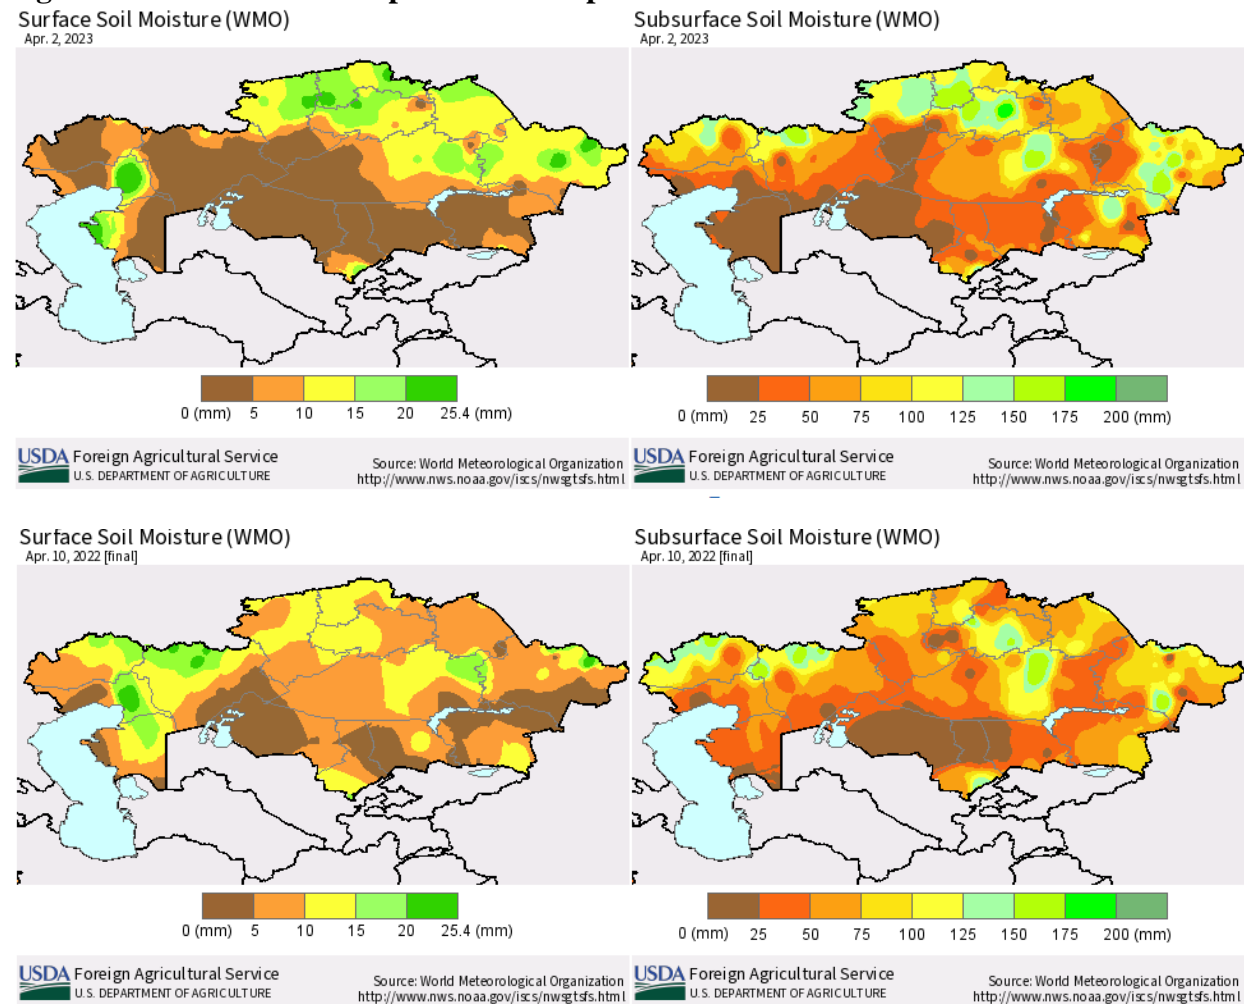 Surface Soil Moisture (WMO)
Apr. 2, 2023
0 (mm) 5 10 15 20 25.4 (mm)
USDA Foreign Agricultural Service
U.S. DEPARTMENT OF AGRICULTURE
Source: World Meteorological Organization
http://www.nws.noaa.gov/iscs/nwsgtsfs.html
Subsurface Soil Moisture (WMO)
Apr. 2, 2023
0 (mm) 25 50 75 100 125 150 175 200 (mm)
USDA Foreign Agricultural Service
U.S. DEPARTMENT OF AGRICULTURE
Source: World Meteorological Organization
http://www.nws.noaa.gov/iscs/nwsgtsfs.html
Surface Soil Moisture (WMO)
Apr. 10, 2022 [final]
0 (mm) 5 10 15 20 25.4 (mm)
USDA Foreign Agricultural Service
U.S. DEPARTMENT OF AGRICULTURE
Source: World Meteorological Organization
http://www.nws.noaa.gov/iscs/nwsgtsfs.html
Subsurface Soil Moisture (WMO)
Apr. 10, 2022 [final]
0 (mm) 25 50 75 100 125 150 175 200 (mm)
USDA Foreign Agricultural Service
U.S. DEPARTMENT OF AGRICULTURE
Source: World Meteorological Organization
http://www.nws.noaa.gov/iscs/nwsgtsfs.html